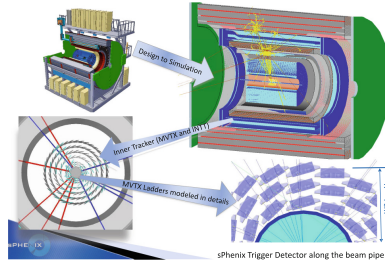 Design to Simulation
Inner Tracker (MVTX and INTT)
MVTX Ladders modeled in details
sPHENIX
sPhenix Trigger Detector along the beam pipe